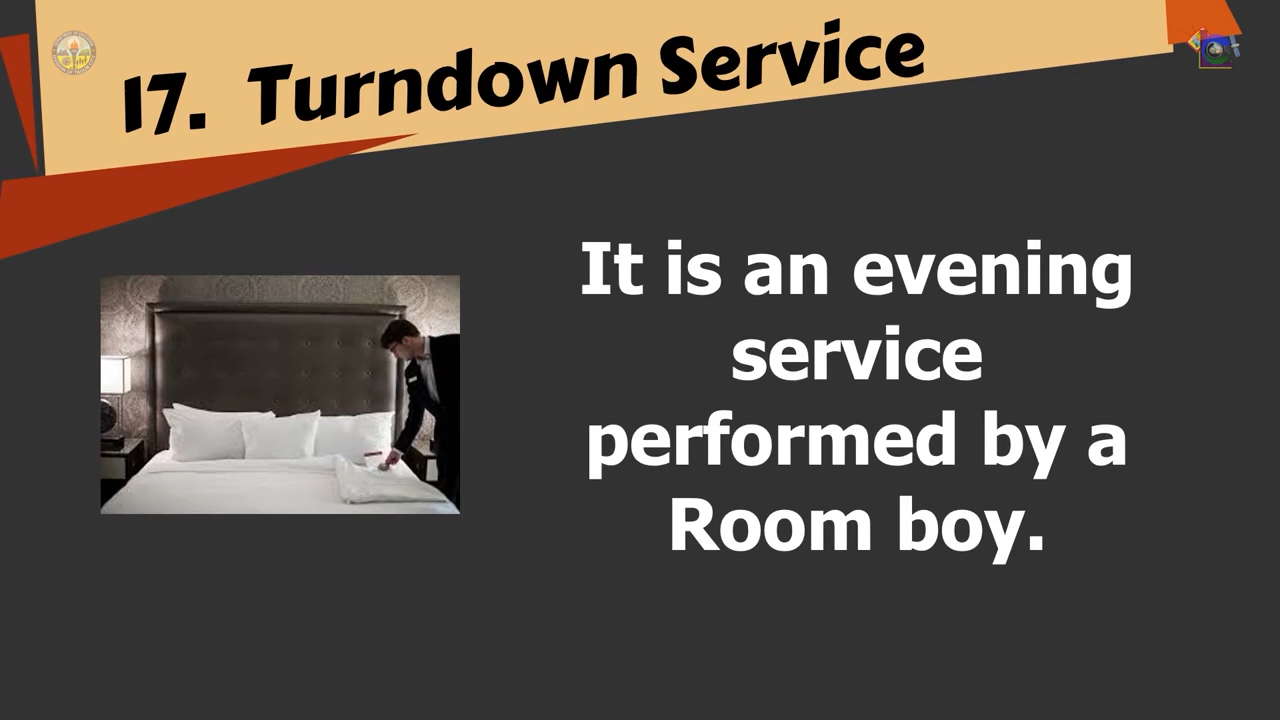 17. Turndown Service
It is an evening
service
performed by a
Room boy.